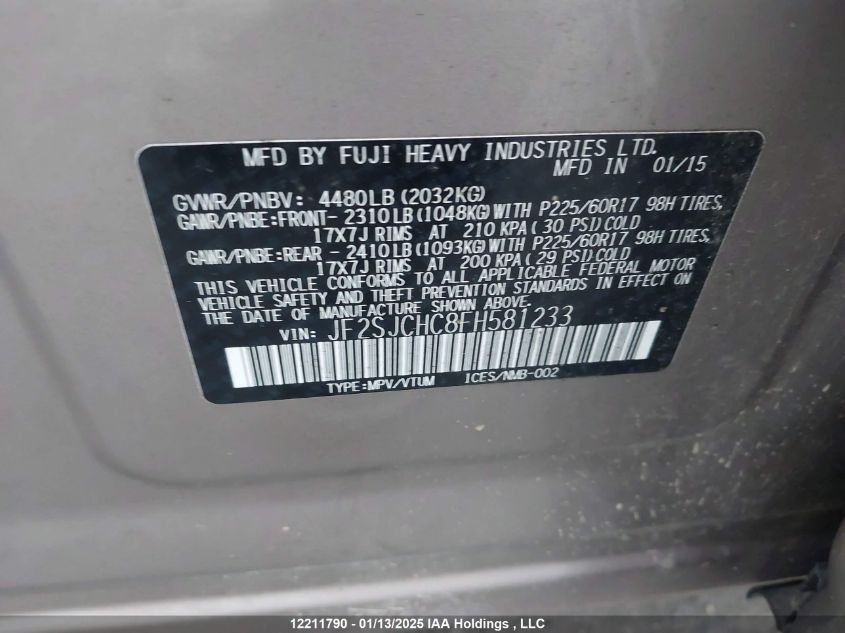 MFD BY FUJI HEAVY INDUSTRIES LTD.
MFD IN 01/15
GVWR/PNBV: 4480LB (2032KG)
GAWR/PNBE:FRONT- 2310LB (1048KG) WITH P225/60R17 98H TIRES,
17X7J RIMS AT 210 KPA ( 30 PSI) COLD
GAWR/PNBE:REAR - 2410LB (1093KG) WITH P225/60R17 98H TIRES,
17X7J RIMS AT 200 KPA ( 29 PSI) COLD
THIS VEHICLE CONFORMS TO ALL APPLICABLE FEDERAL MOTOR
VEHICLE SAFETY AND THEFT PREVENTION STANDARDS IN EFFECT ON
THE DATE OF MANUFACTURE SHOWN ABOVE.
VIN: JF2SJCHC8FH581233
TYPE:MPV/VTUM ICES/NMB-002
12211790 - 01/13/2025 IAA Holdings , LLC